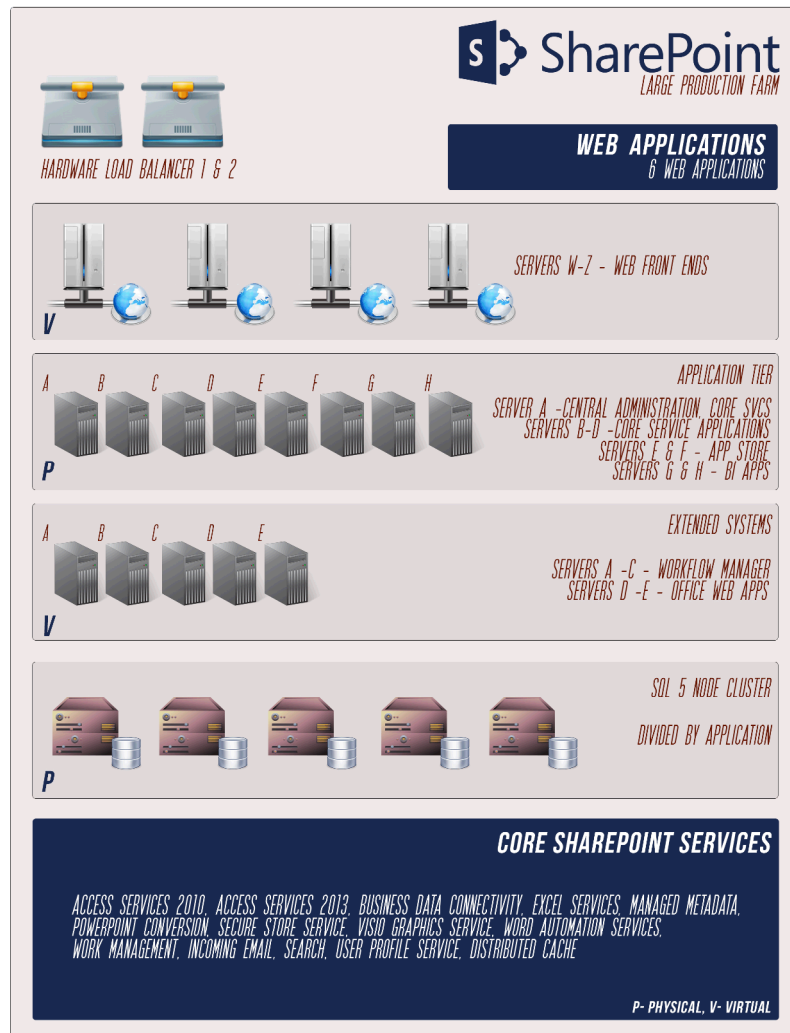 S SharePoint
LARGE PRODUCTION FARM
HARDWARE LOAD BALANCER 1 & 2
WEB APPLICATIONS
6 WEB APPLICATIONS
SERVERS W-Z - WEB FRONT ENDS
V
A B C D E F G H
APPLICATION TIER
SERVER A -CENTRAL ADMINISTRATION, CORE SVCS
SERVERS B-D -CORE SERVICE APPLICATIONS
SERVERS E & F - APP STORE
SERVERS G & H - BI APPS
P
A B C D E
EXTENDED SYSTEMS
SERVERS A -C - WORKFLOW MANAGER
SERVERS D -E - OFFICE WEB APPS
V
SQL 5 NODE CLUSTER
DIVIDED BY APPLICATION
P
CORE SHAREPOINT SERVICES
ACCESS SERVICES 2010, ACCESS SERVICES 2013, BUSINESS DATA CONNECTIVITY, EXCEL SERVICES, MANAGED METADATA,
POWERPOINT CONVERSION, SECURE STORE SERVICE, VISIO GRAPHICS SERVICE, WORD AUTOMATION SERVICES,
WORK MANAGEMENT, INCOMING EMAIL, SEARCH, USER PROFILE SERVICE, DISTRIBUTED CACHE
P- PHYSICAL, V- VIRTUAL